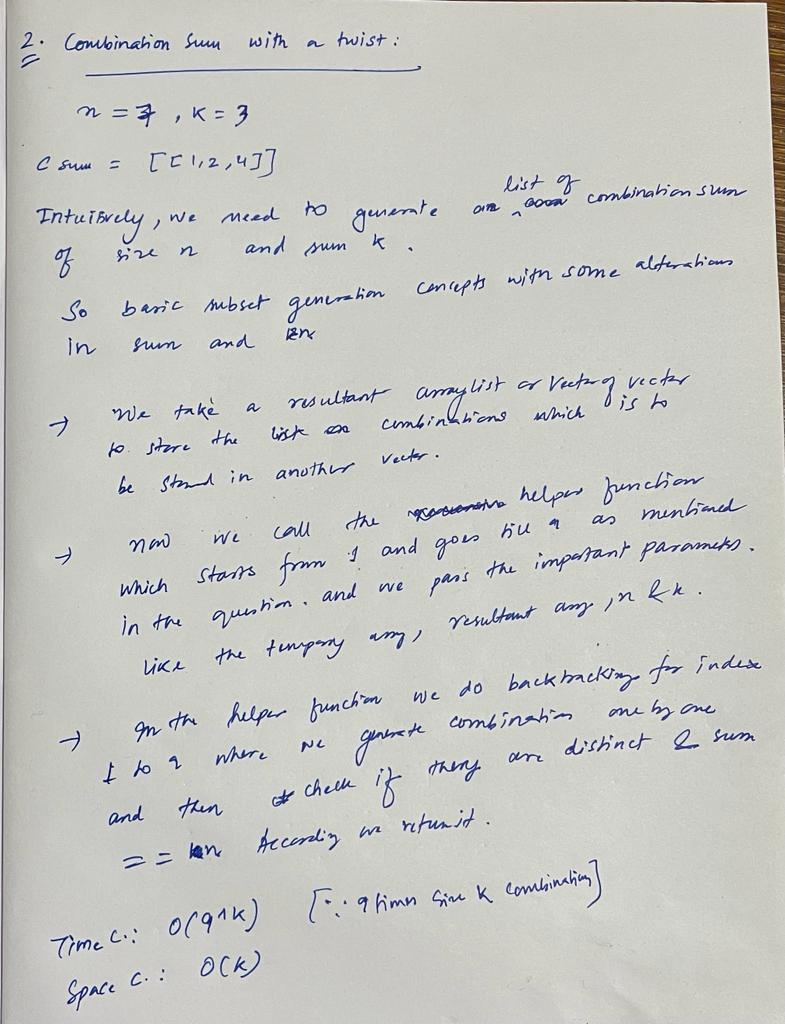 2. Combination Sum with a twist :
n = 7 , K = 3
C sum = [[1,2,4]]
Intuitively, we need to generate list of combination sum
of size n and sum k .
So basic subset generation concepts with some alterations
in sum and
→ We take a resultant arraylist or Vector of vector
to store the list combinations which is to
be stored in another vector.
→ now we call the helper function
which starts from 1 and goes till 9 as mentioned
in the question. and we pass the important parameters.
like the temporary array, resultant array , n & k .
→ In the helper function we do backtracking for index
1 to 9 where we generate combination one by one
and then check if they are distinct & sum
== n According we return it .
Time C.: O(9^k) [∵ 9 times size k combination]
Space C. : O(k)